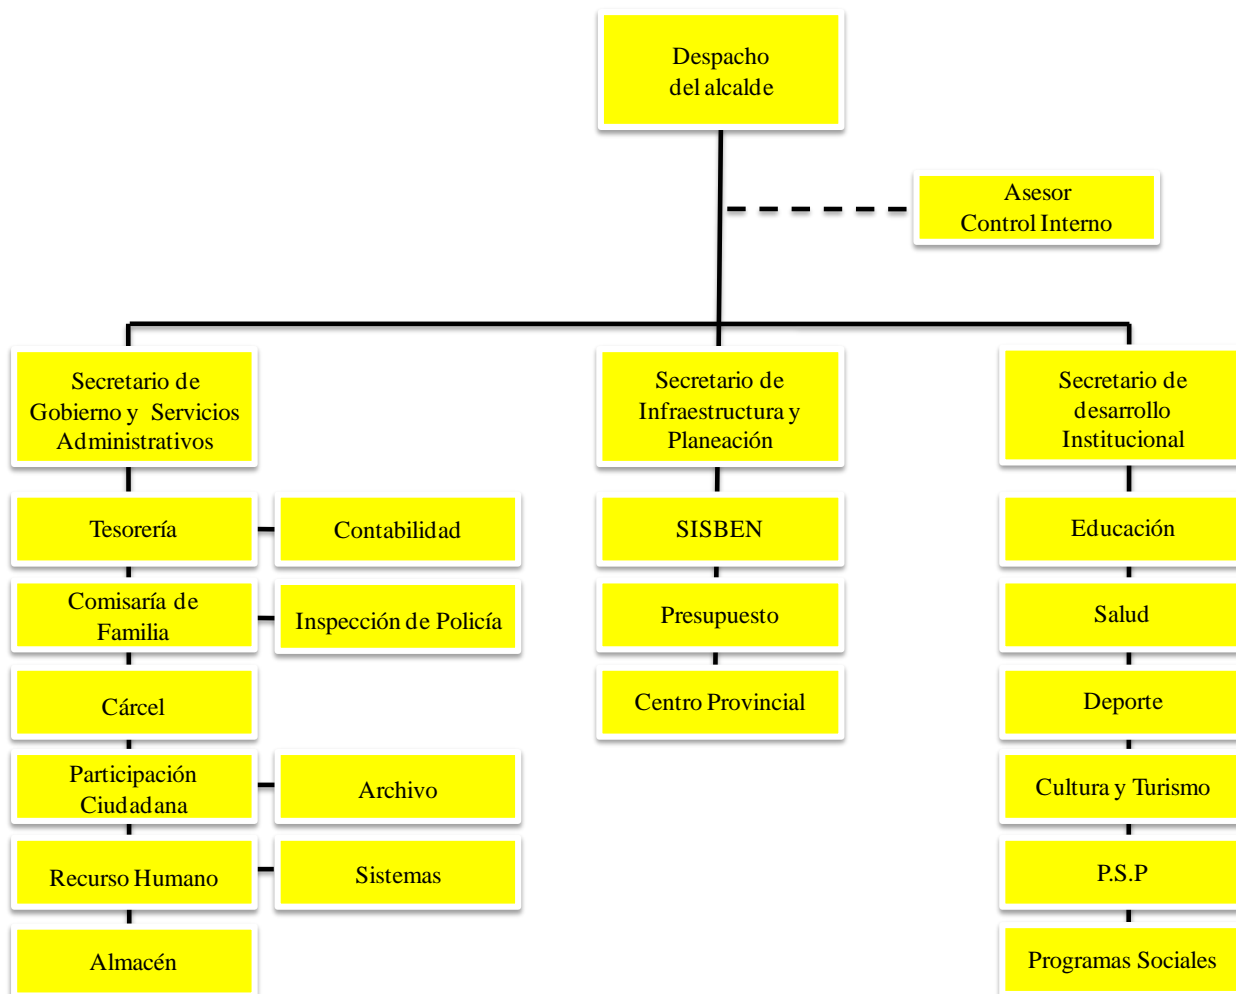 Despacho
del alcalde
Asesor
Control Interno
Secretario de
Gobierno y Servicios
Administrativos
Secretario de
Infraestructura y
Planeación
Secretario de
desarrollo
Institucional
Tesorería
Contabilidad
SISBEN
Educación
Comisaría de
Familia
Inspección de Policía
Presupuesto
Salud
Cárcel
Centro Provincial
Deporte
Participación
Ciudadana
Archivo
Cultura y Turismo
Recurso Humano
Sistemas
P.S.P
Almacén
Programas Sociales